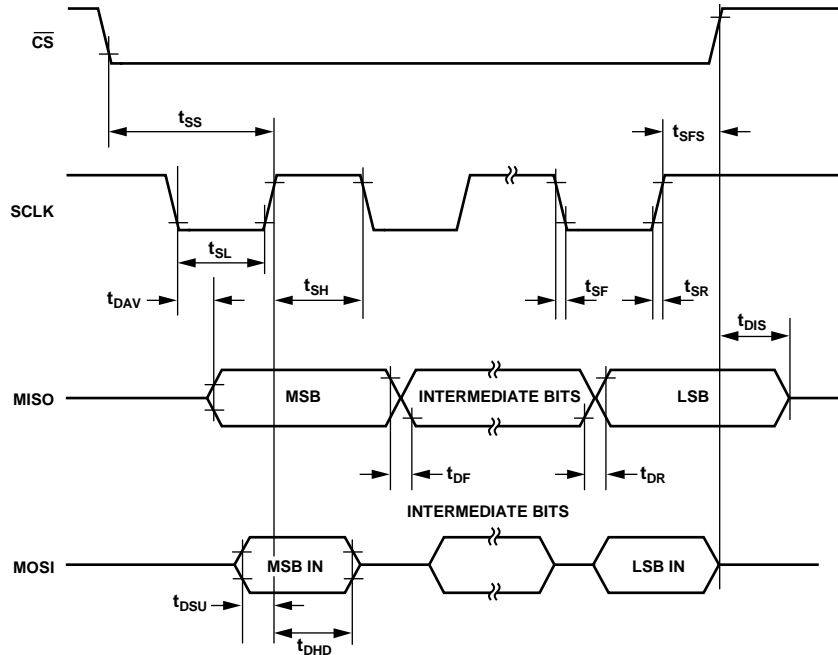 CS
tSS
tSFS
SCLK
tSL
tSH
tSF
tSR
tDAV
tDIS
MISO
MSB
INTERMEDIATE BITS
LSB
tDF
tDR
INTERMEDIATE BITS
MOSI
MSB IN
LSB IN
tDSU
tDHD